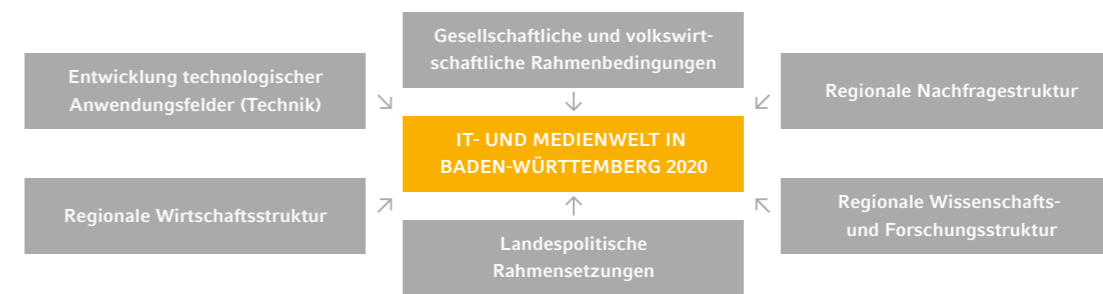 Gesellschaftliche und volkswirt-
schaftliche Rahmenbedingungen
Entwicklung technologischer
Anwendungsfelder (Technik)
Regionale Nachfragestruktur
IT- UND MEDIENWELT IN
BADEN-WÜRTTEMBERG 2020
Regionale Wirtschaftsstruktur
Regionale Wissenschafts-
und Forschungsstruktur
Landespolitische
Rahmensetzungen